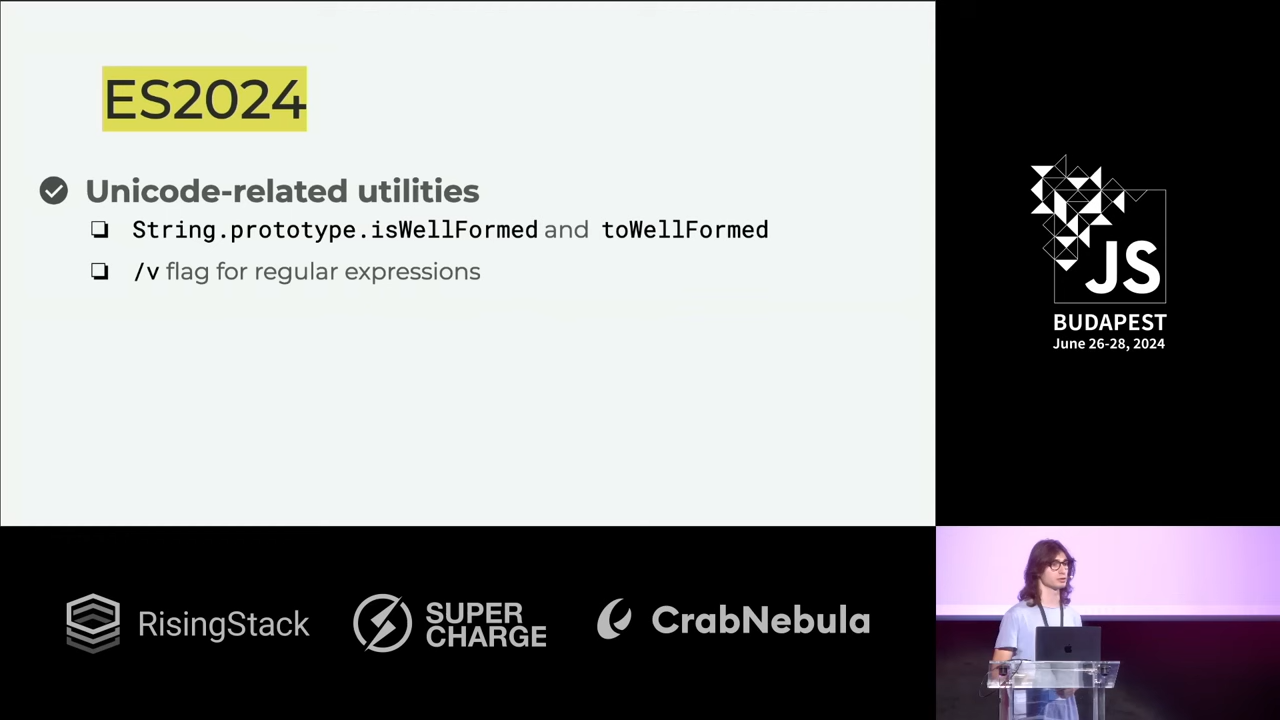 ES2024
Unicode-related utilities
String.prototype.isWellFormed and toWellFormed
/v flag for regular expressions
JS
BUDAPEST
June 26-28, 2024
RisingStack
SUPER
CHARGE
CrabNebula